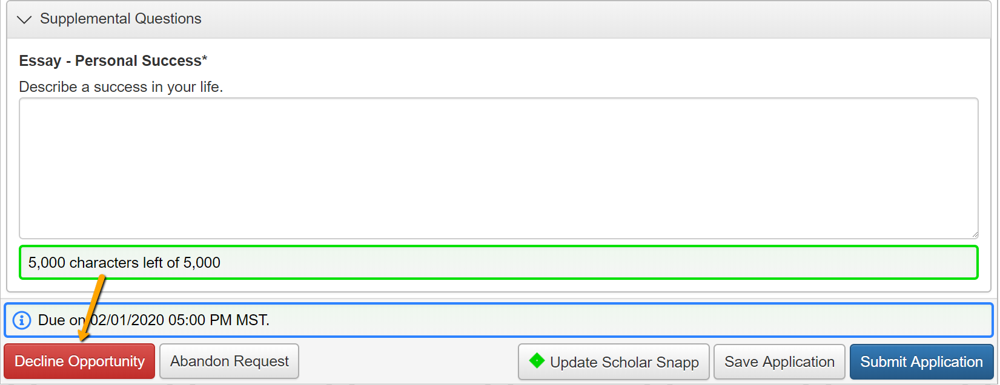 Supplemental Questions
Essay - Personal Success*
Describe a success in your life.
5,000 characters left of 5,000
Due on 02/01/2020 05:00 PM MST.
Decline Opportunity Abandon Request Update Scholar Snapp Save Application Submit Application